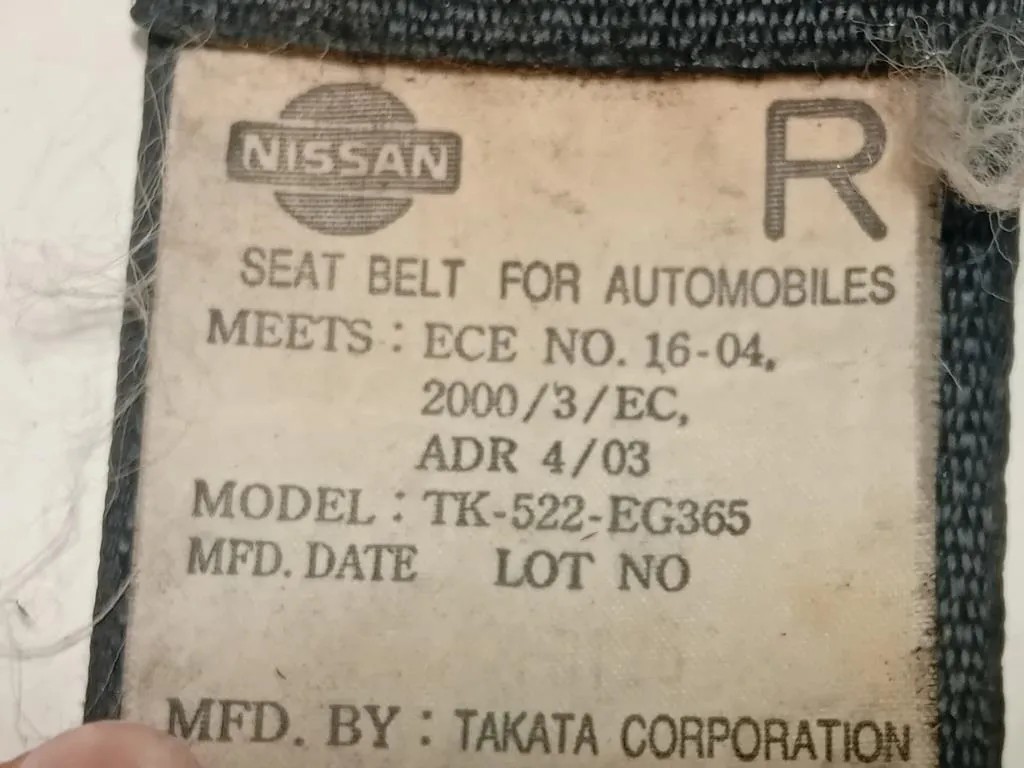 NISSAN R
SEAT BELT FOR AUTOMOBILES
MEETS : ECE NO. 16-04,
2000/3/EC,
ADR 4/03
MODEL : TK-522-EG365
MFD. DATE LOT NO
MFD. BY : TAKATA CORPORATION